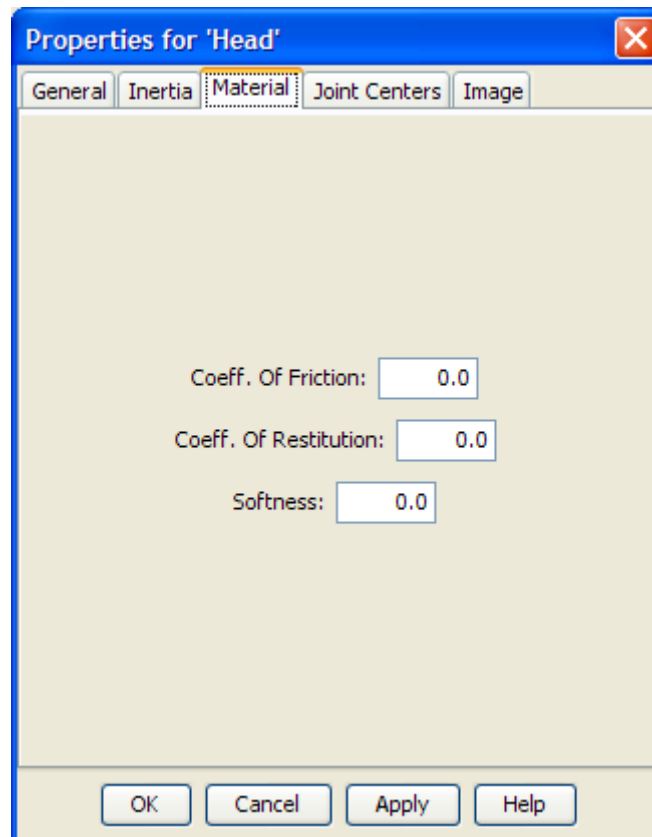 Properties for 'Head'
General Inertia Material Joint Centers Image
Coeff. Of Friction: 0.0
Coeff. Of Restitution: 0.0
Softness: 0.0
OK Cancel Apply Help